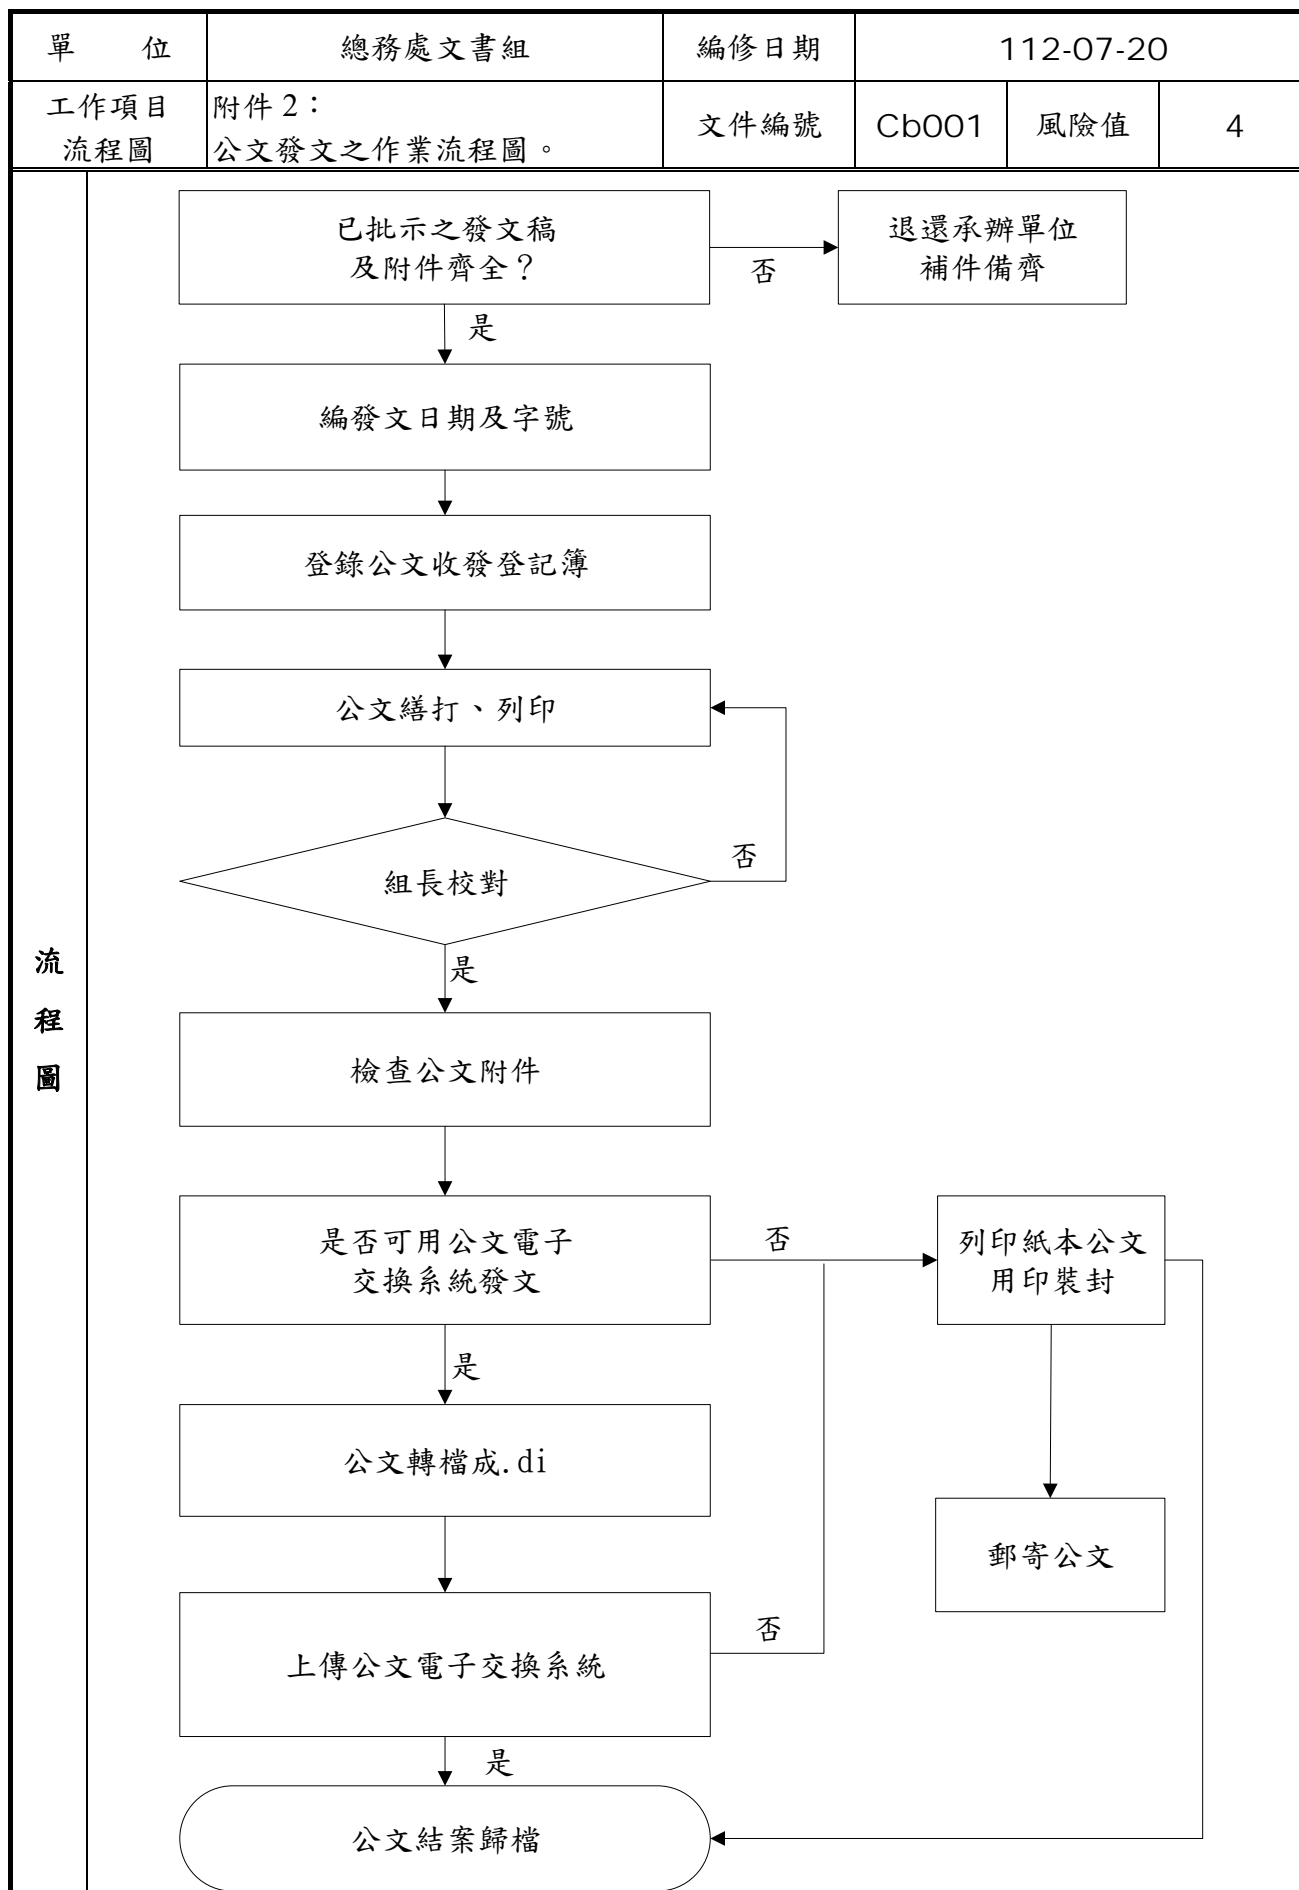 單　　位
總務處文書組
編修日期
112-07-20
工作項目
流程圖
附件2：
公文發文之作業流程圖。
文件編號
Cb001
風險值
4
流
程
圖
已批示之發文稿
及附件齊全？
否
退還承辦單位
補件備齊
是
編發文日期及字號
登錄公文收發登記簿
公文繕打、列印
組長校對
否
是
檢查公文附件
是否可用公文電子
交換系統發文
否
列印紙本公文
用印裝封
是
公文轉檔成.di
郵寄公文
上傳公文電子交換系統
否
是
公文結案歸檔